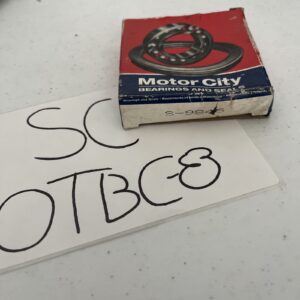 Motor City
BEARINGS AND SEALS
SC
OTBC-8